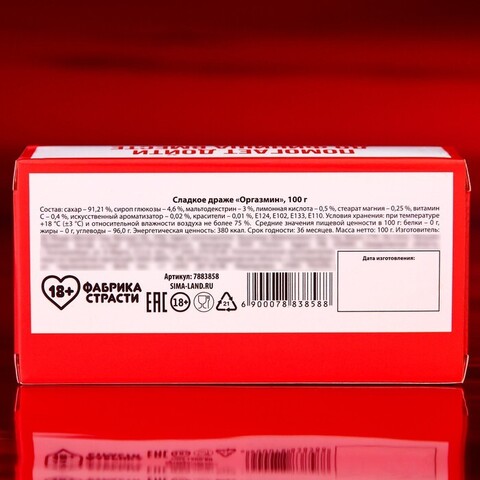 Сладкое драже «Оргазмин», 100 г
Состав: сахар – 91,21 %, сироп глюкозы – 4,6 %, мальтодекстрин – 3 %, лимонная кислота – 0,5 %, стеарат магния – 0,25 %, витамин
С – 0,4 %, искусственный ароматизатор – 0,02 %, красители – 0,01 %, Е124, Е102, Е133, Е110. Условия хранения: при температуре
+18 °С (±3 °С) и относительной влажности воздуха не более 75 %. Средние значения пищевой ценности в 100 г: белки – 0 г,
жиры – 0 г, углеводы – 96,0 г. Энергетическая ценность: 380 ккал. Срок годности: 36 месяцев. Масса нетто: 100 г. Изготовитель:
Дата изготовления:
Артикул: 7883858
SIMA-LAND.RU
18+ ФАБРИКА
СТРАСТИ
ЕАС
18+
21
6 900078 838588
ПОМОГАЕТ ДОЙТИ